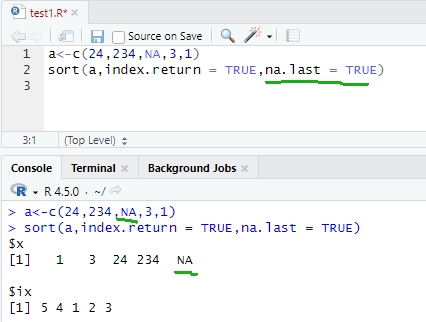 test1.R*
Source on Save
1 a<-c(24,234,NA,3,1)
2 sort(a,index.return = TRUE,na.last = TRUE)
3
3:1 (Top Level)
Console Terminal Background Jobs
R R 4.5.0 · ~/
> a<-c(24,234,NA,3,1)
> sort(a,index.return = TRUE,na.last = TRUE)
$x
[1] 1 3 24 234 NA
$ix
[1] 5 4 1 2 3